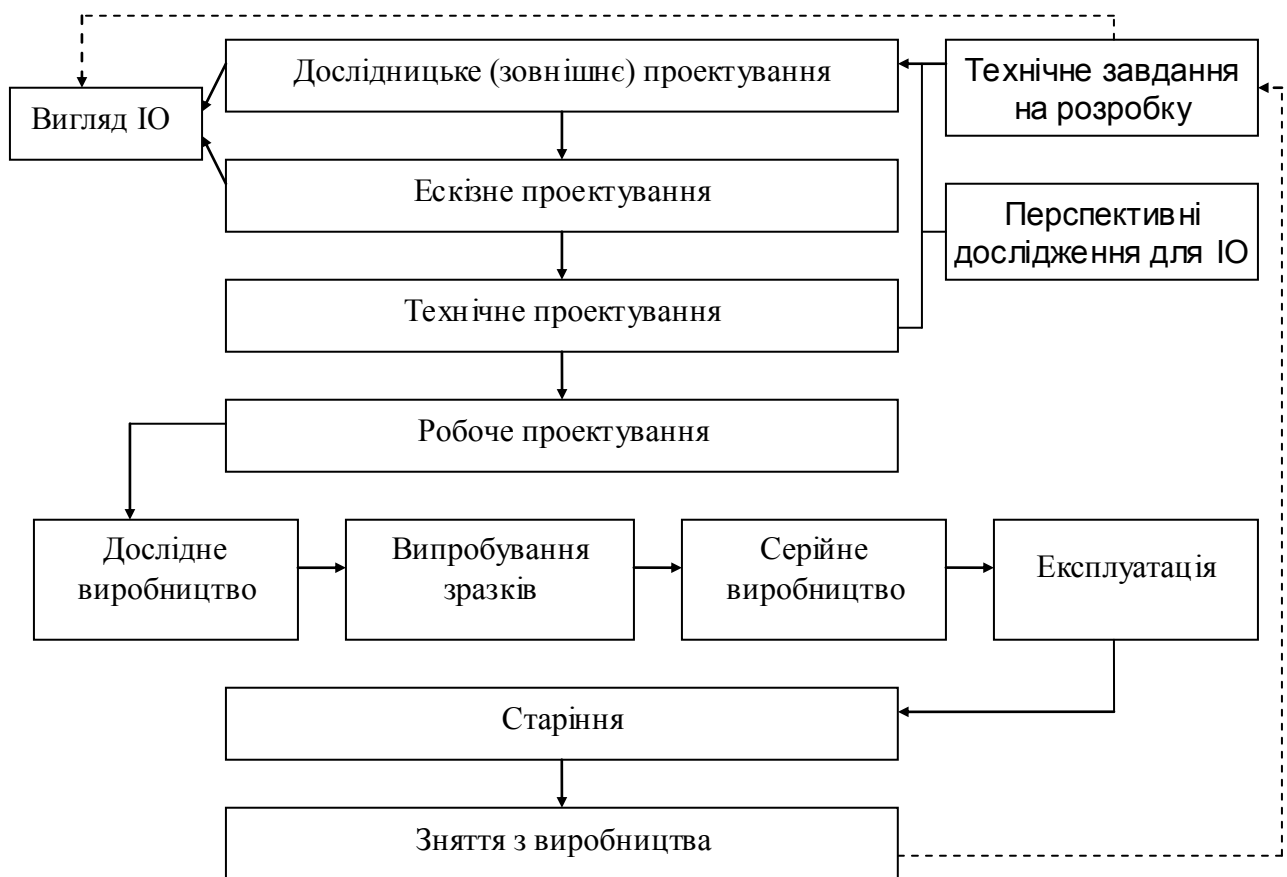 Дослідницьке (зовнішнє) проектування
Технічне завдання
на розробку
Вигляд ІО
Ескізне проектування
Перспективні
дослідження для ІО
Технічне проектування
Робоче проектування
Дослідне
виробництво
Випробування
зразків
Серійне
виробництво
Експлуатація
Старіння
Зняття з виробництва